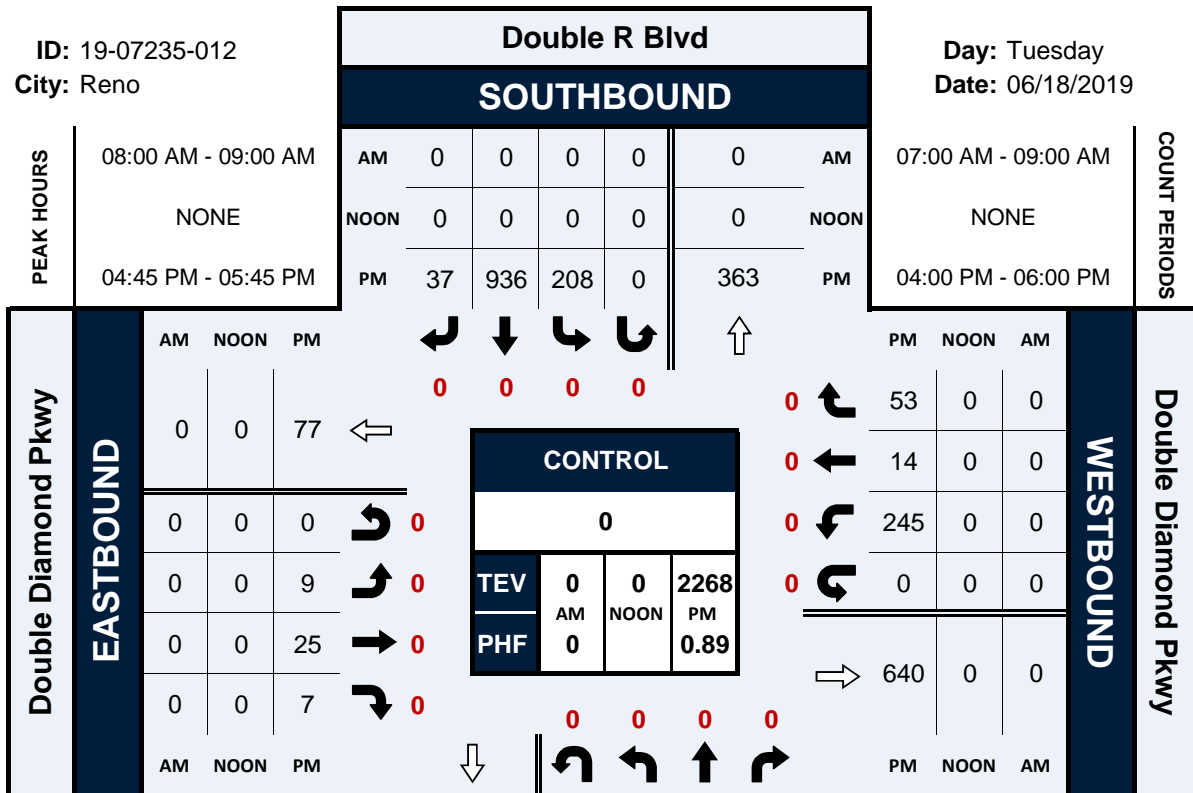 ID: 19-07235-012
City: Reno
Double R Blvd
SOUTHBOUND
Day: Tuesday
Date: 06/18/2019
PEAK HOURS
08:00 AM - 09:00 AM
NONE
04:45 PM - 05:45 PM
AM 0 0 0 0 0 AM
NOON 0 0 0 0 0 NOON
PM 37 936 208 0 363 PM
07:00 AM - 09:00 AM
NONE
04:00 PM - 06:00 PM
COUNT PERIODS
0 0 0 0
Double Diamond Pkwy
EASTBOUND
AM NOON PM
0 0 77
0 0 0 0
0 0 9 0
0 0 25 0
0 0 7 0
AM NOON PM
CONTROL
0
TEV 0 0 2268
AM NOON PM
PHF 0 0.89
PM NOON AM
0 53 0 0
0 14 0 0
0 245 0 0
0 0 0 0
640 0 0
PM NOON AM
WESTBOUND
Double Diamond Pkwy
0 0 0 0